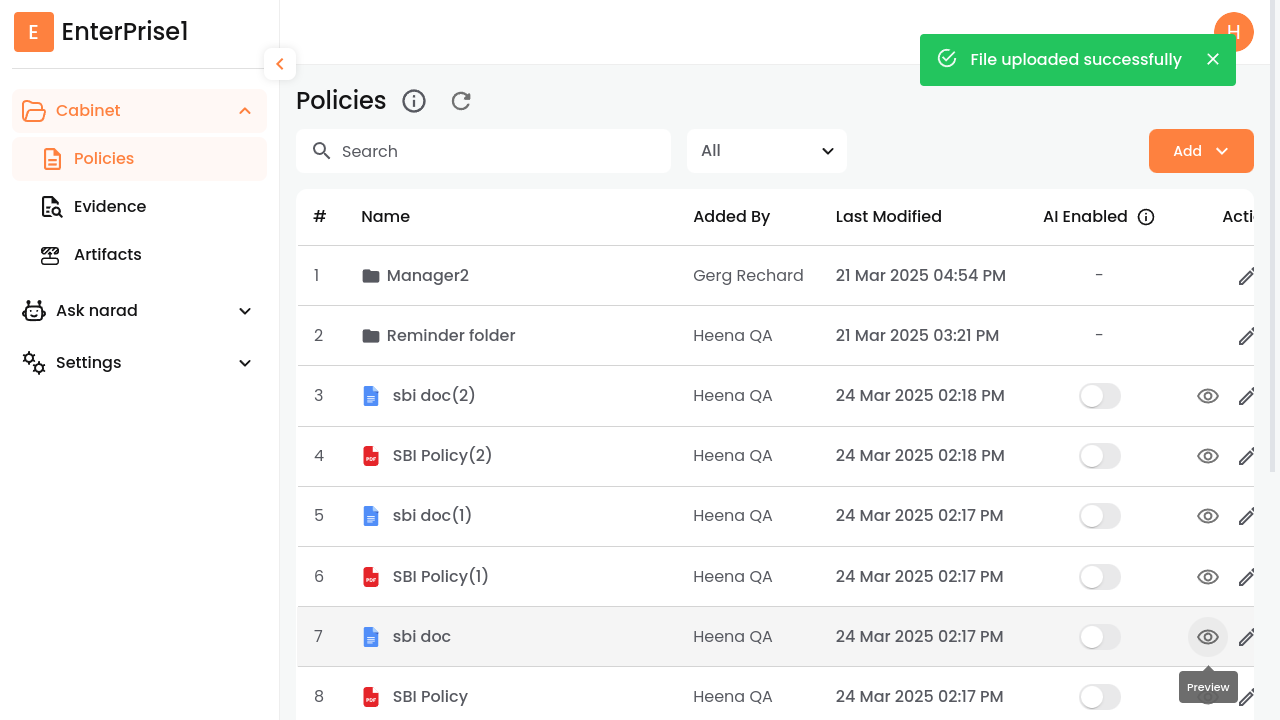 E EnterPrise1
H
File uploaded successfully
Cabinet
Policies
Evidence
Artifacts
Ask narad
Settings
Policies
Search
All
Add
# Name Added By Last Modified AI Enabled Acti
1 Manager2 Gerg Rechard 21 Mar 2025 04:54 PM -
2 Reminder folder Heena QA 21 Mar 2025 03:21 PM -
3 sbi doc(2) Heena QA 24 Mar 2025 02:18 PM
4 SBI Policy(2) Heena QA 24 Mar 2025 02:18 PM
5 sbi doc(1) Heena QA 24 Mar 2025 02:17 PM
6 SBI Policy(1) Heena QA 24 Mar 2025 02:17 PM
7 sbi doc Heena QA 24 Mar 2025 02:17 PM
Preview
8 SBI Policy Heena QA 24 Mar 2025 02:17 PM